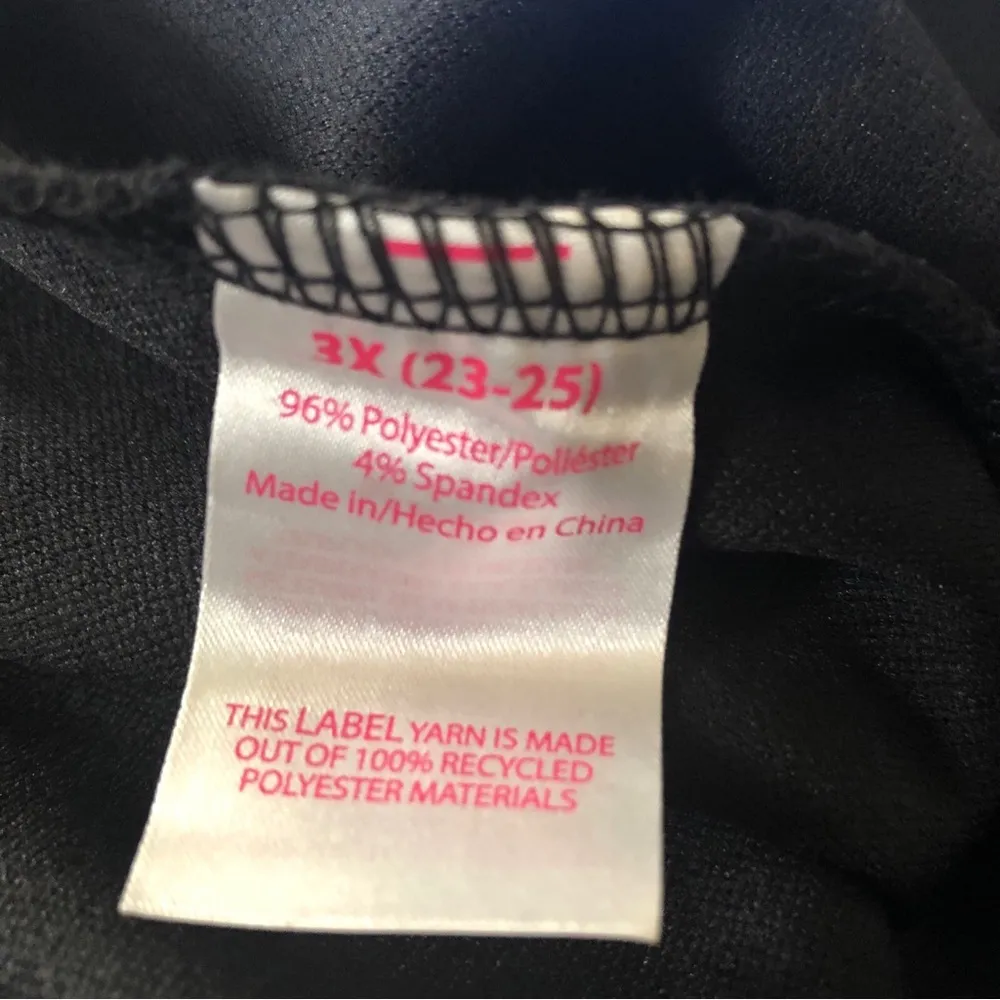 3X (23-25)
96% Polyester/Poliéster
4% Spandex
Made in/Hecho en China
THIS LABEL YARN IS MADE
OUT OF 100% RECYCLED
POLYESTER MATERIALS